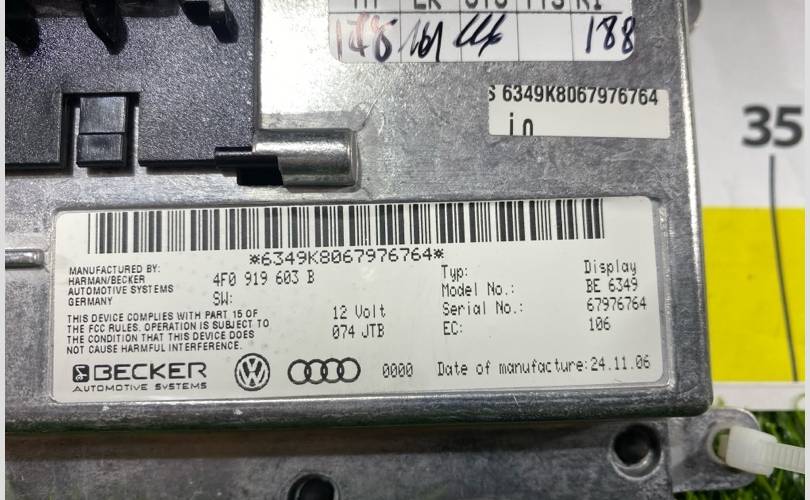 148 161 188
S 6349K8067976764
35
*6349K8067976764*
MANUFACTURED BY:
HARMAN/BECKER
AUTOMOTIVE SYSTEMS
GERMANY
4F0 919 603 B
SW:
Typ: Display
Model No.: BE 6349
Serial No.: 67976764
EC: 106
THIS DEVICE COMPLIES WITH PART 15 OF
THE FCC RULES. OPERATION IS SUBJECT TO
THE CONDITION THAT THIS DEVICE DOES
NOT CAUSE HARMFUL INTERFERENCE.
12 Volt
074 JTB
BECKER
AUTOMOTIVE SYSTEMS
0000 Date of manufacture:24.11.06